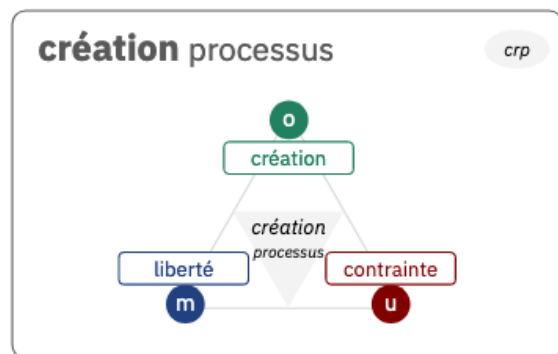 création processus
crp
o
création
création
processus
liberté
contrainte
m
u